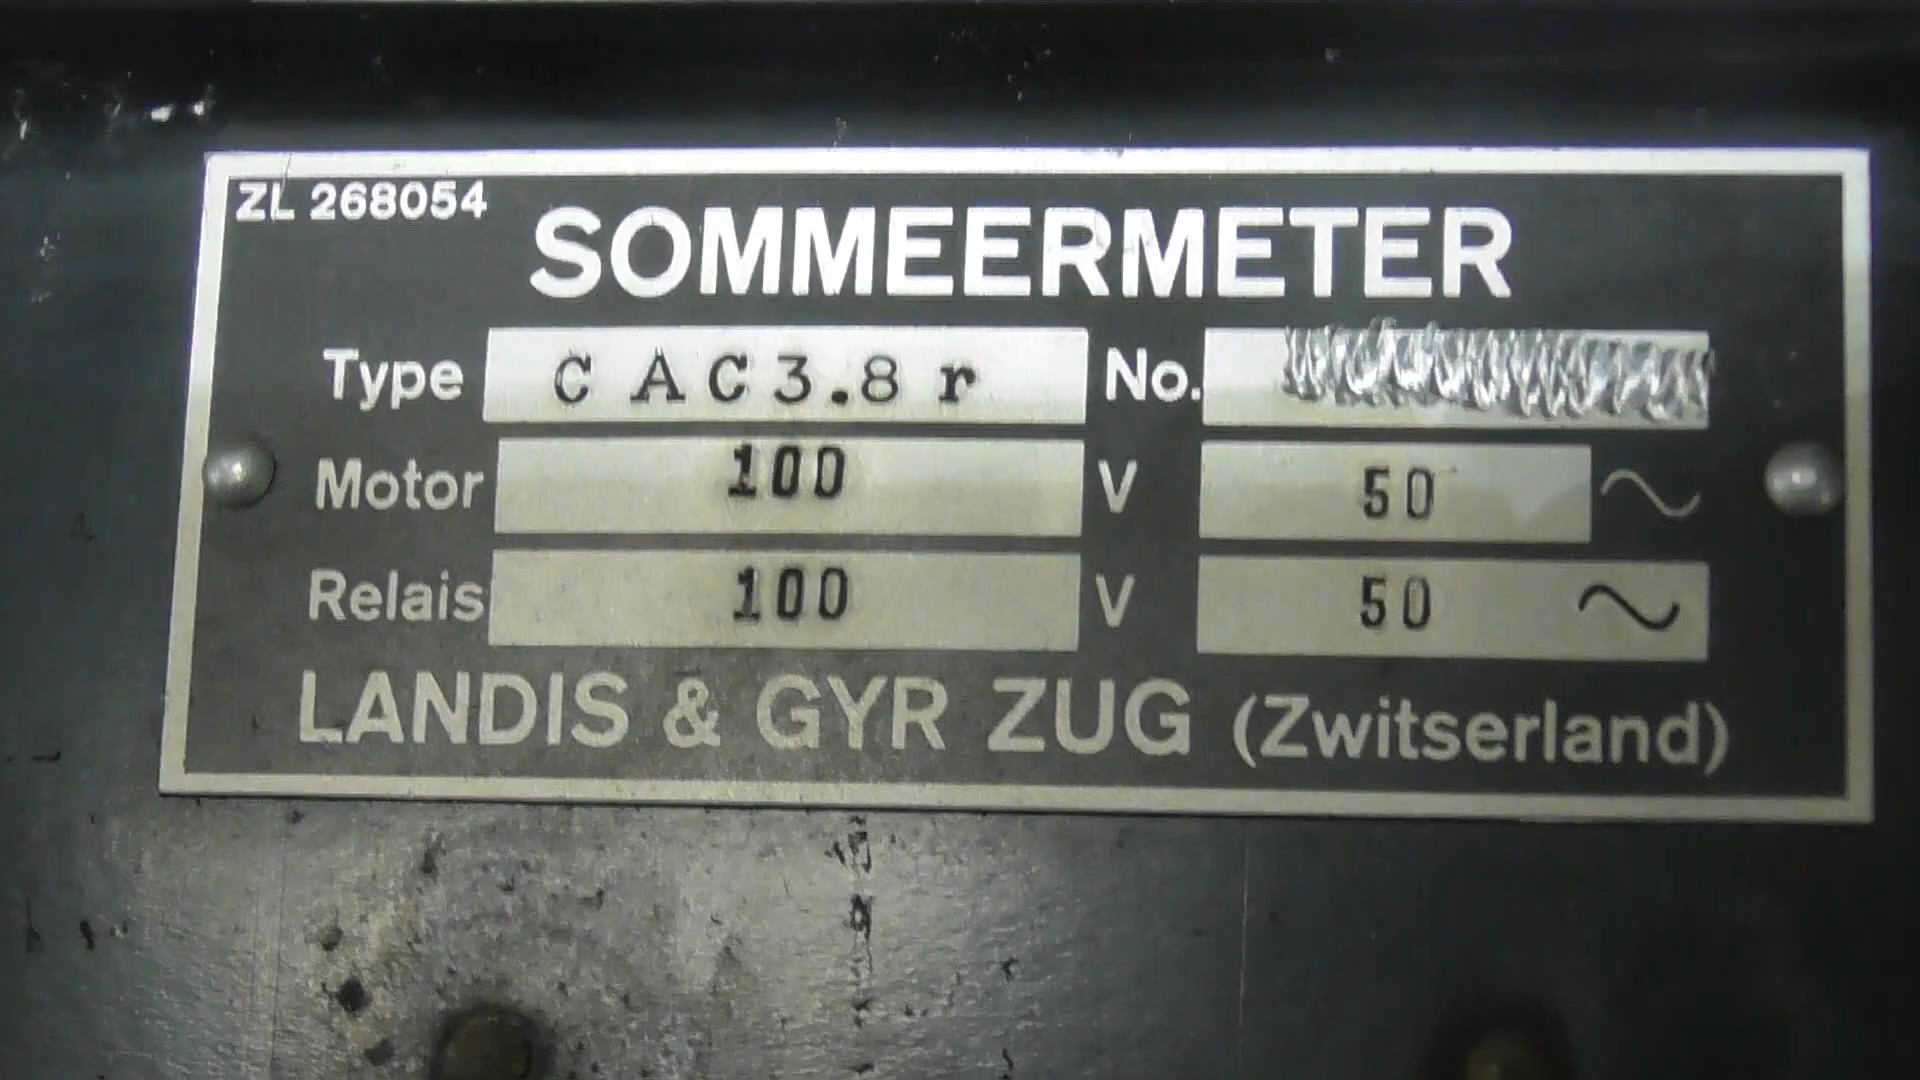 ZL 268054
SOMMEERMETER
Type CAC3.8r No.
Motor 100 V 50 ~
Relais 100 V 50 ~
LANDIS & GYR ZUG (Zwitserland)